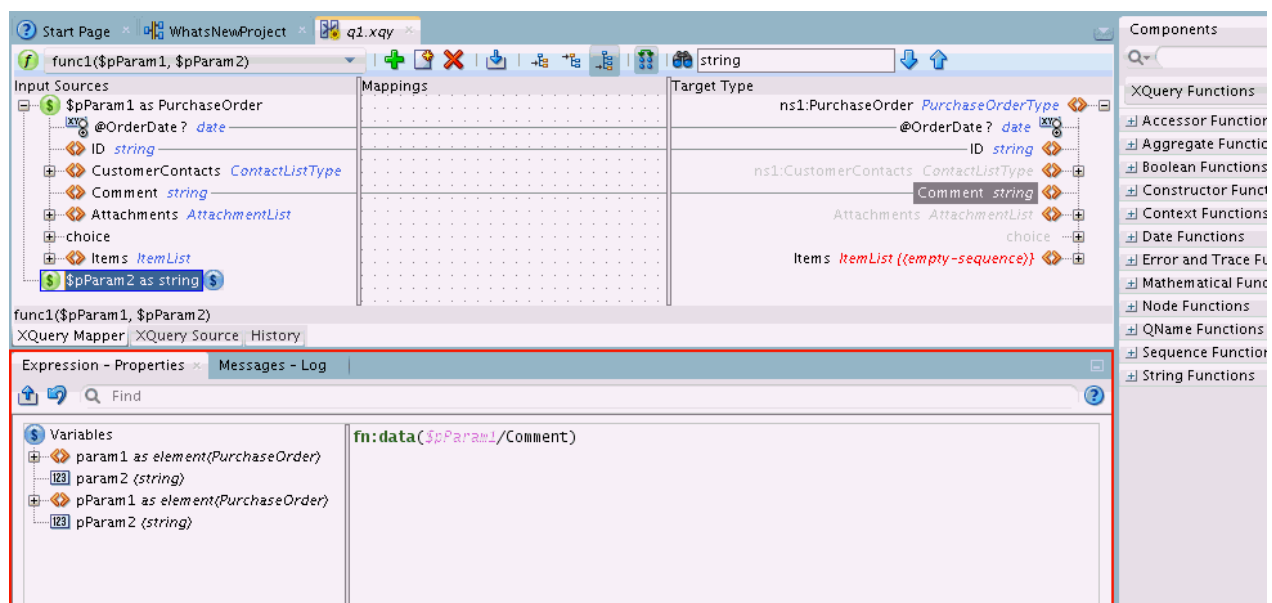 Start Page WhatsNewProject q1.xqy Components
func1($pParam1, $pParam2) string
Input Sources Mappings Target Type XQuery Functions
$pParam1 as PurchaseOrder ns1:PurchaseOrder PurchaseOrderType
@OrderDate? date @OrderDate? date
ID string ID string
CustomerContacts ContactListType ns1:CustomerContacts ContactListType
Comment string Comment string
Attachments AttachmentList Attachments AttachmentList
choice choice
Items ItemList Items ItemList {(empty-sequence)}
$pParam2 as string
func1($pParam1, $pParam2)
XQuery Mapper XQuery Source History
Accessor Function
Aggregate Functio
Boolean Functions
Constructor Funct
Context Functions
Date Functions
Error and Trace Fu
Mathematical Func
Node Functions
QName Functions
Sequence Function
String Functions
Expression - Properties Messages - Log
Find
Variables fn:data($pParam1/Comment)
param1 as element(PurchaseOrder)
123 param2 (string)
pParam1 as element(PurchaseOrder)
123 pParam2 (string)